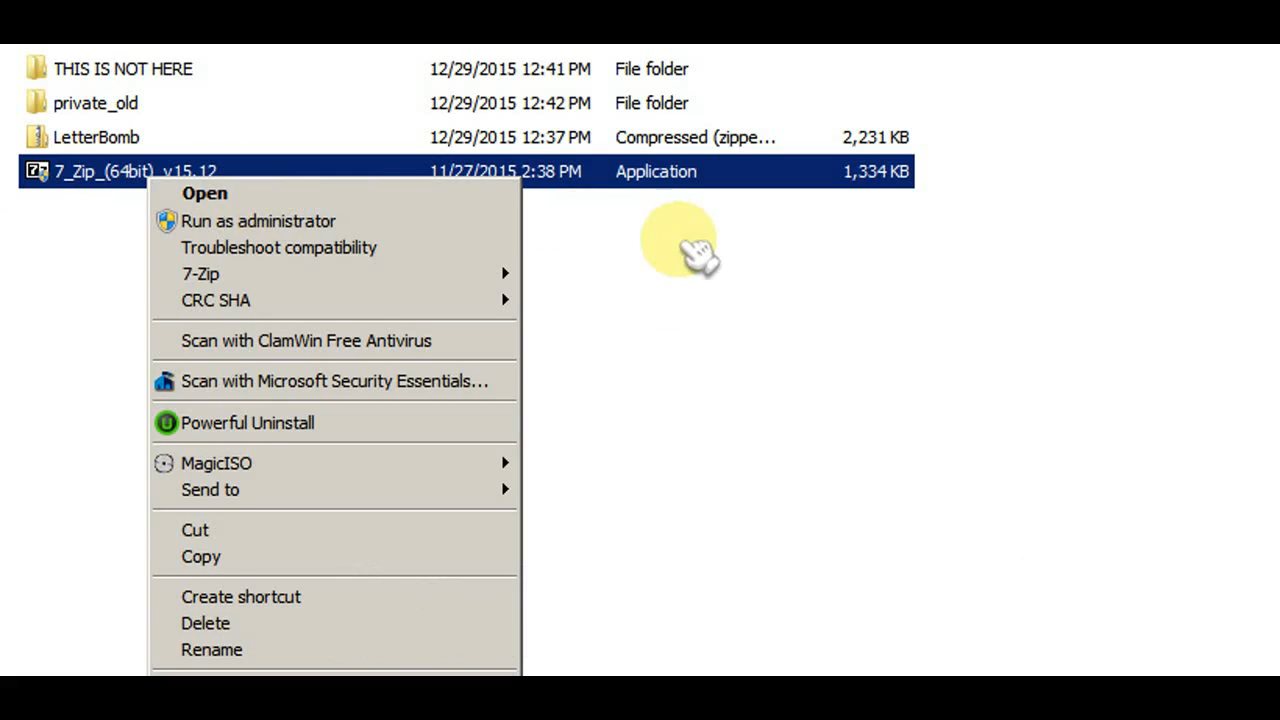 THIS IS NOT HERE 12/29/2015 12:41 PM File folder
private_old 12/29/2015 12:42 PM File folder
LetterBomb 12/29/2015 12:37 PM Compressed (zippe... 2,231 KB
7_Zip_(64bit)_v15.12 11/27/2015 2:38 PM Application 1,334 KB
Open
Run as administrator
Troubleshoot compatibility
7-Zip
CRC SHA
Scan with ClamWin Free Antivirus
Scan with Microsoft Security Essentials...
Powerful Uninstall
MagicISO
Send to
Cut
Copy
Create shortcut
Delete
Rename